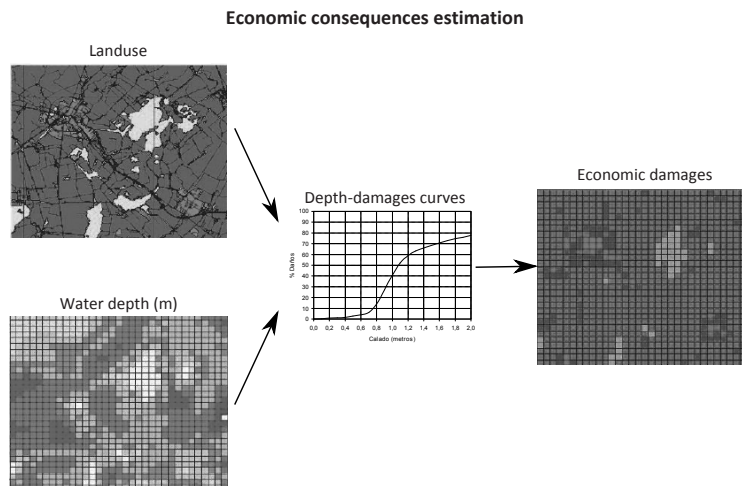 Economic consequences estimation
Landuse
Economic damages
Depth-damages curves
100
90
80
70
60
50
40
30
20
10
0
% Daños
0,0 0,2 0,4 0,6 0,8 1,0 1,2 1,4 1,6 1,8 2,0
Calado (metros)
Water depth (m)